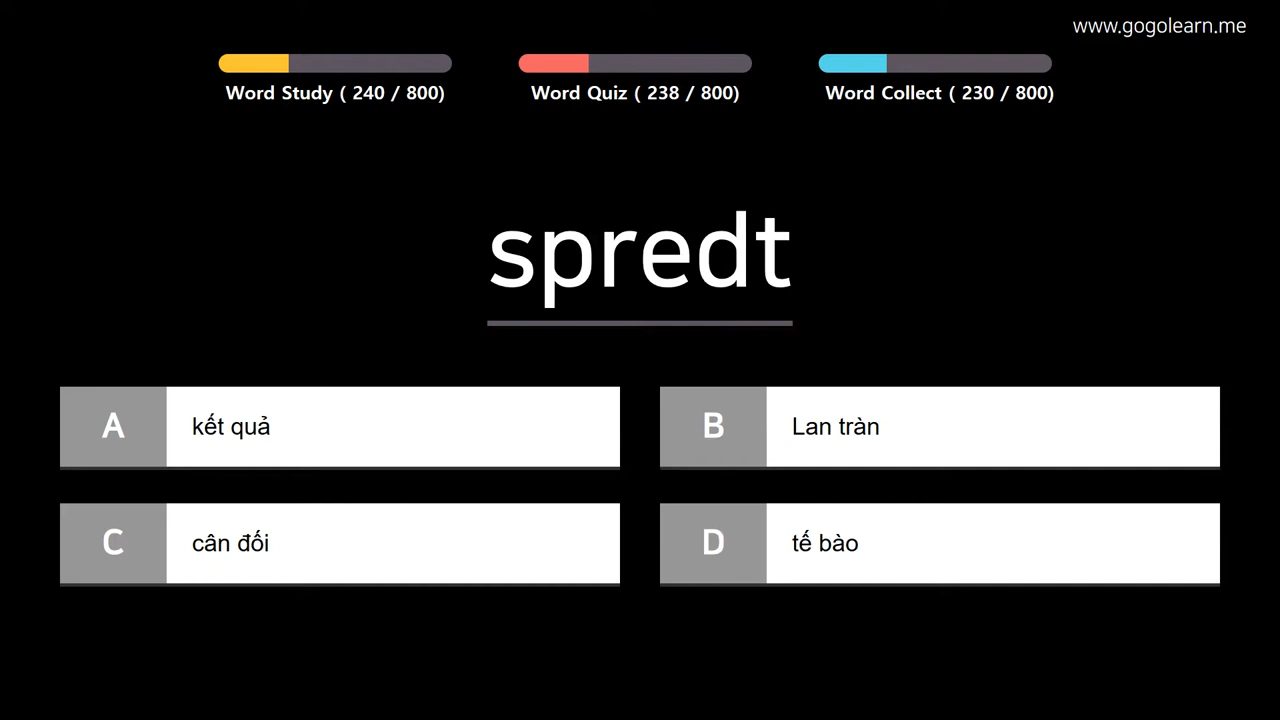 www.gogolearn.me
Word Study ( 240 / 800)
Word Quiz ( 238 / 800)
Word Collect ( 230 / 800)
spredt
A
kết quả
B
Lan tràn
C
cân đối
D
tế bào